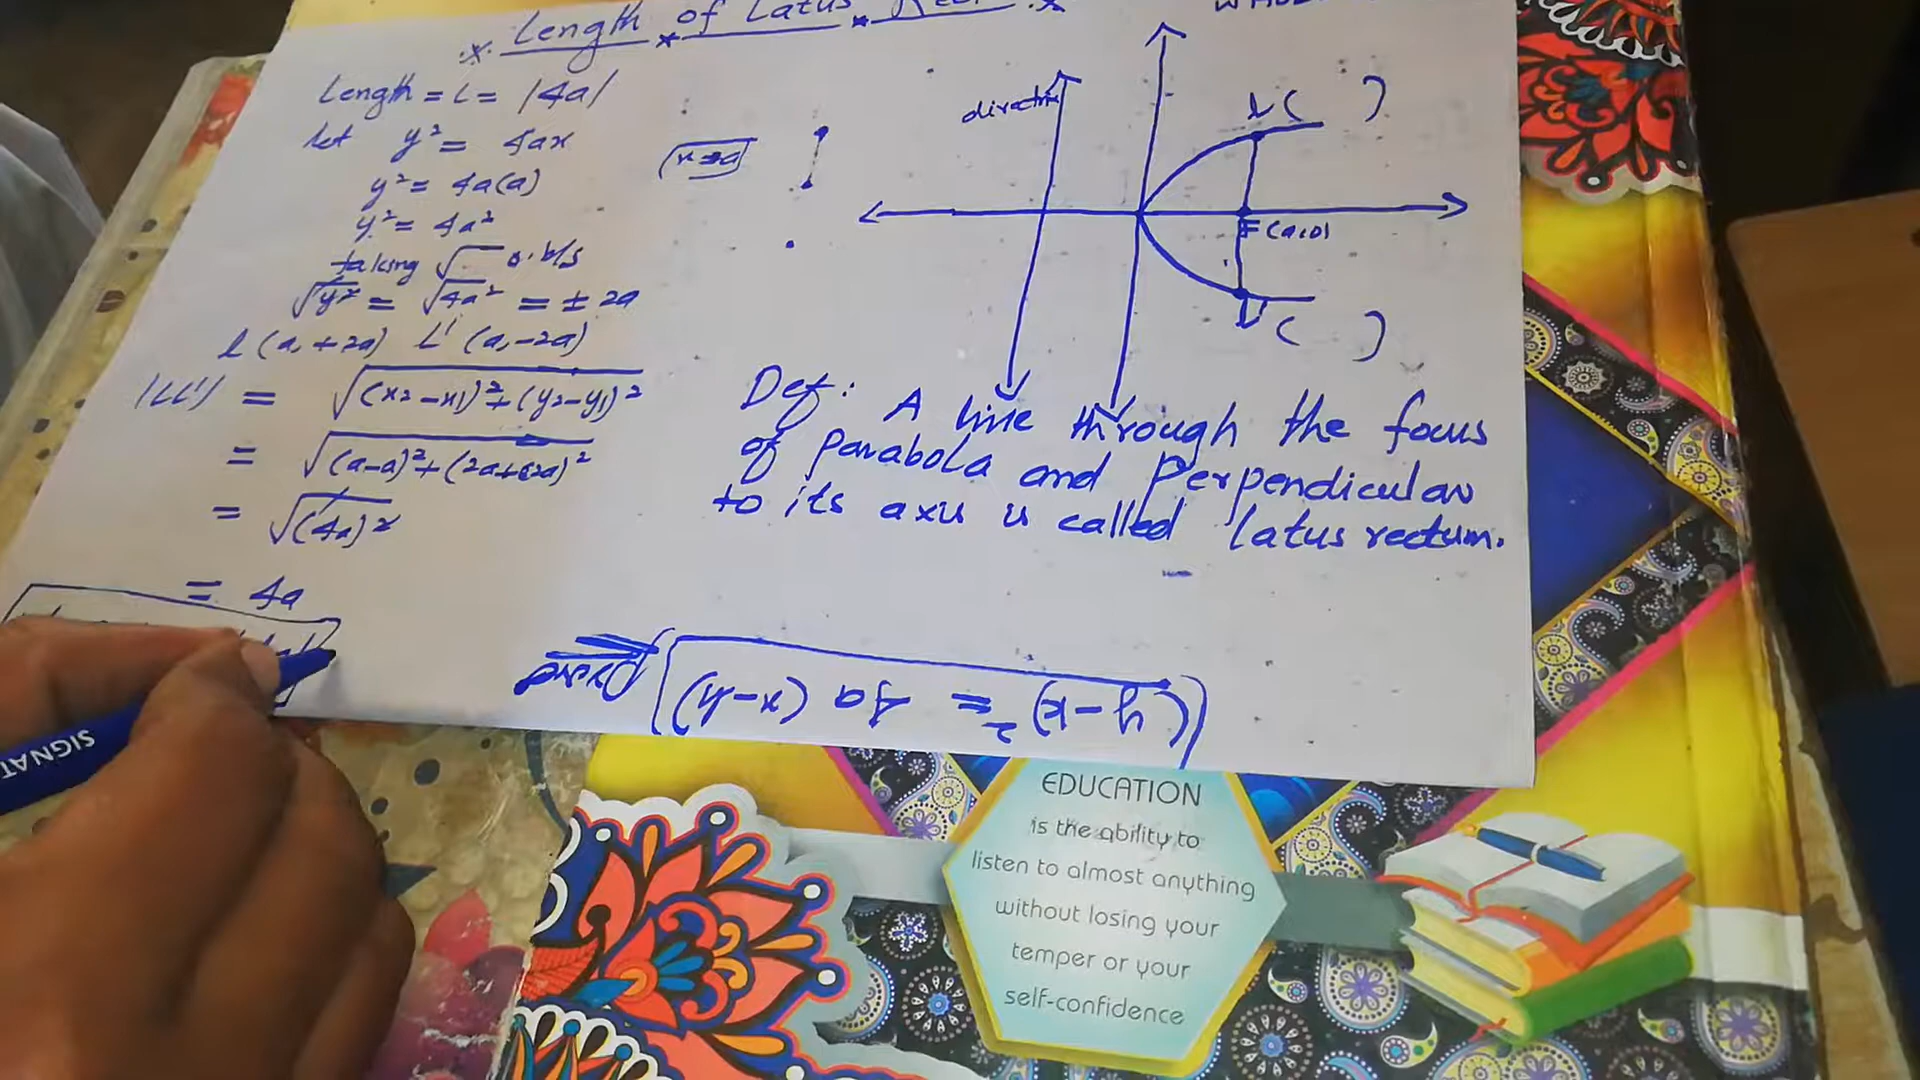 Length of Latus
Length = L = |4a|
let y² = 4ax
y² = 4a(a)
y² = 4a²
taking √ o.b/s
√y² = √4a² = ± 2a
L (a, +2a) L' (a, -2a)
|LL'| = √(x₂-x₁)²+(y₂-y₁)²
= √(a-a)²+(2a+2a)²
= √(4a)²
= 4a
x=a
directrix
L ( )
F(a,0)
L' ( )
Def: A line through the focus
of parabola and perpendicular
to its axis is called latus rectum.
(y-k)² = 4a (x-h) Proved
SIGNAT
EDUCATION
is the ability to
listen to almost anything
without losing your
temper or your
self-confidence